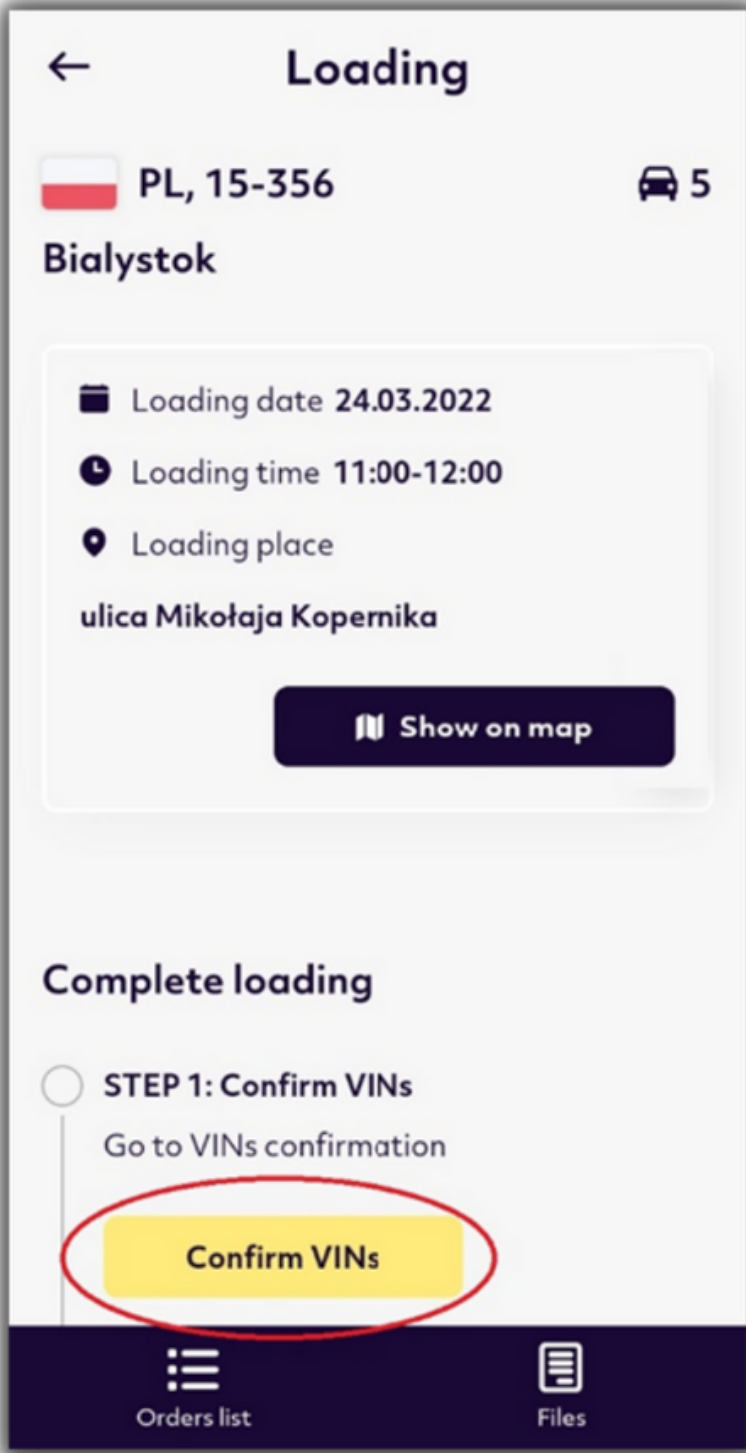 Loading
PL, 15-356
5
Bialystok
Loading date 24.03.2022
Loading time 11:00-12:00
Loading place
ulica Mikołaja Kopernika
Show on map
Complete loading
STEP 1: Confirm VINs
Go to VINs confirmation
Confirm VINs
Orders list
Files